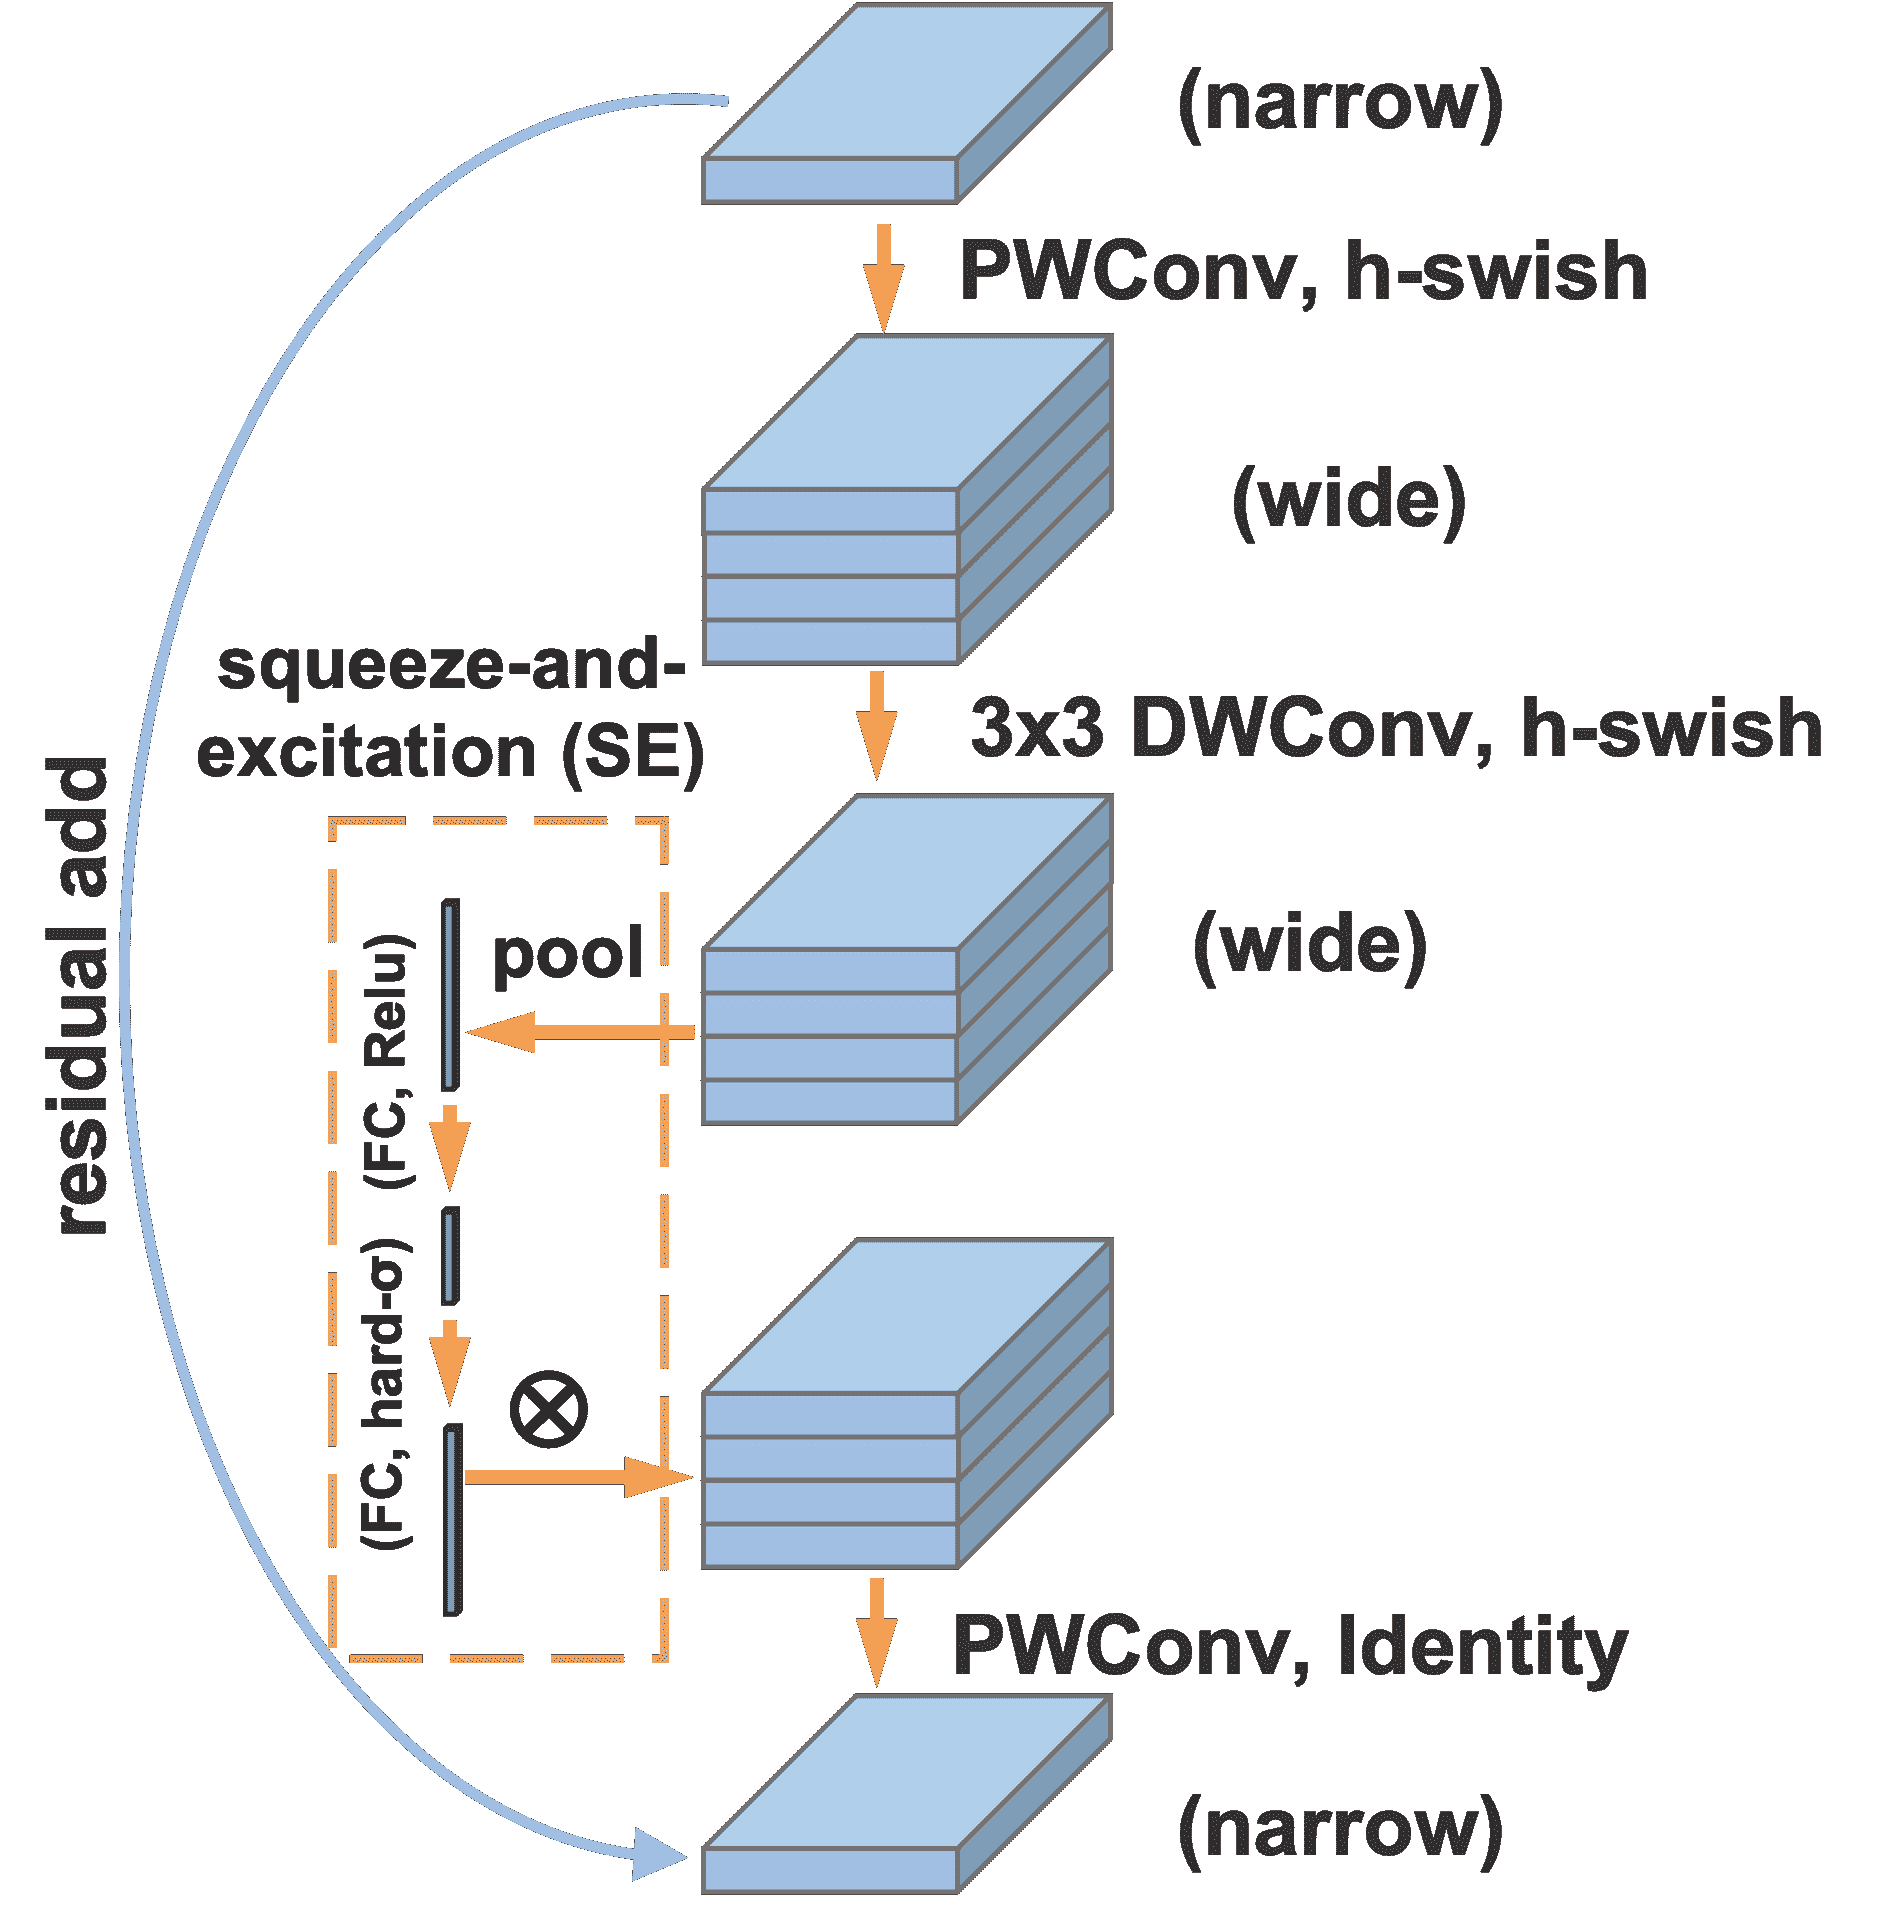 (narrow)
PWConv, h-swish
(wide)
squeeze-and-
excitation (SE)
3x3 DWConv, h-swish
residual add
pool
(FC, Relu)
(wide)
(FC, hard-σ)
PWConv, Identity
(narrow)